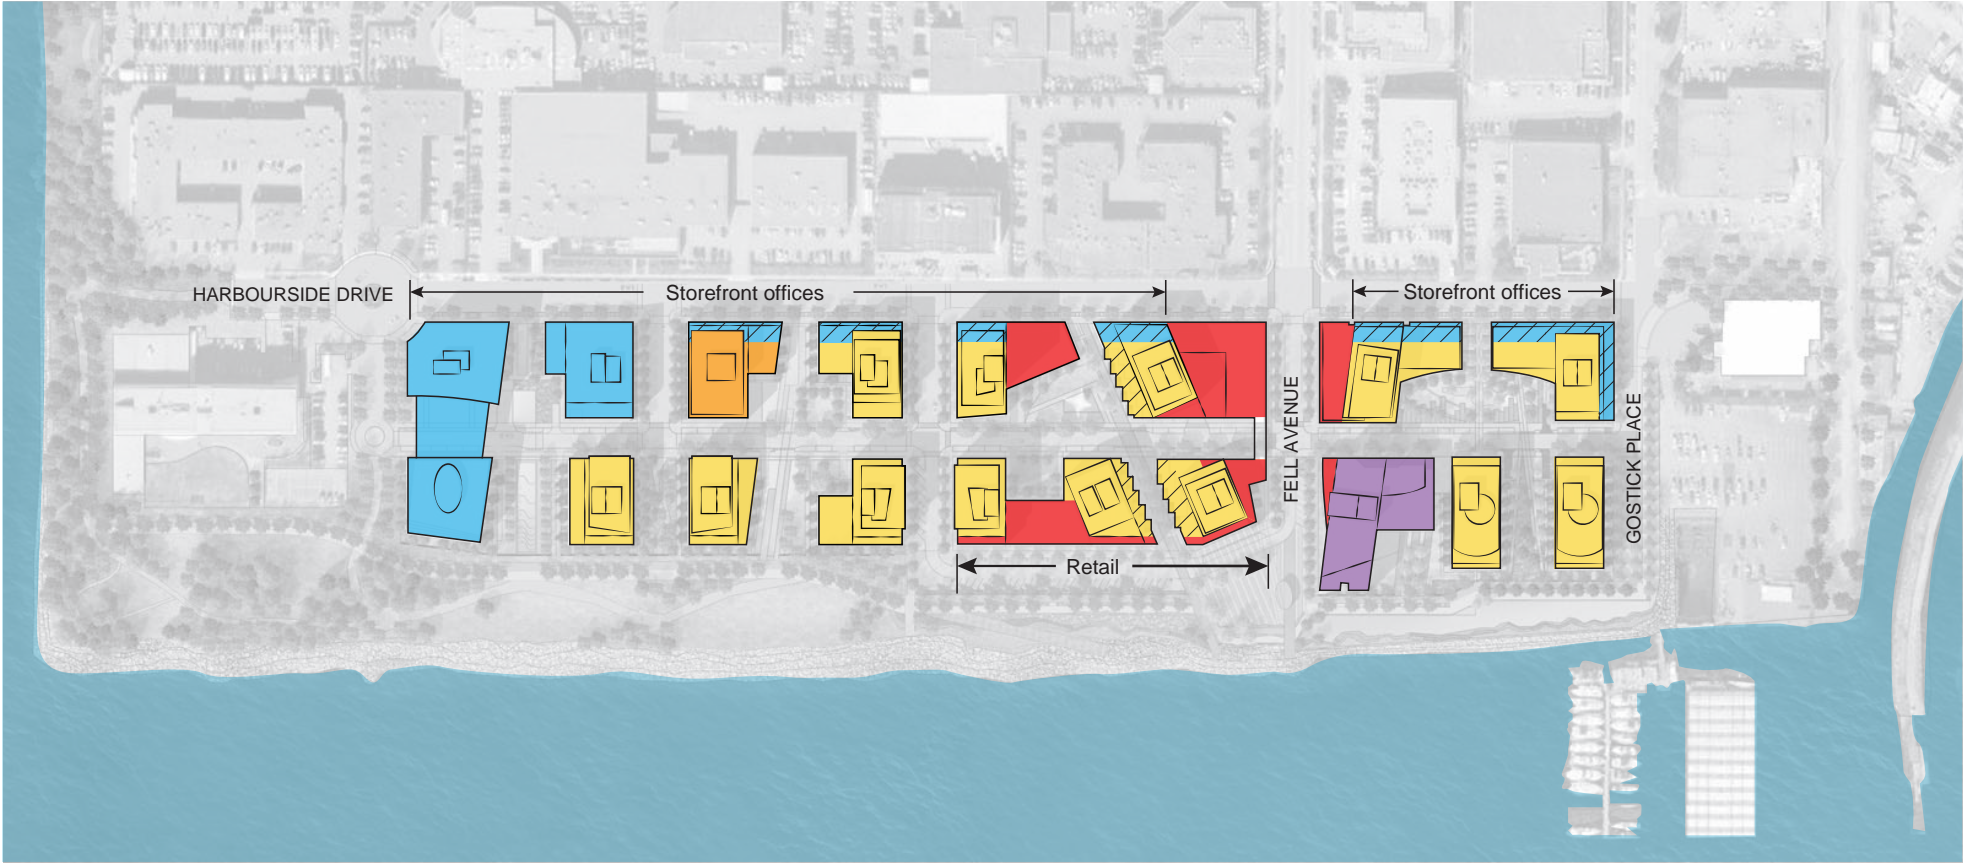 HARBOURSIDE DRIVE
Storefront offices
Storefront offices
FELL AVENUE
GOSTICK PLACE
Retail